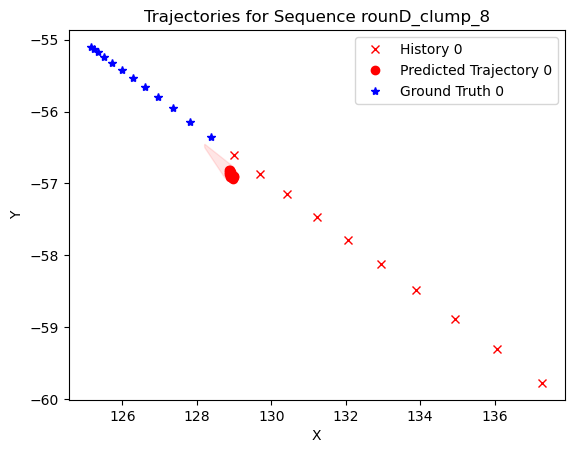 Trajectories for Sequence rounD_clump_8
History 0
Predicted Trajectory 0
Ground Truth 0
Y
−55
−56
−57
−58
−59
−60
126
128
130
132
134
136
X